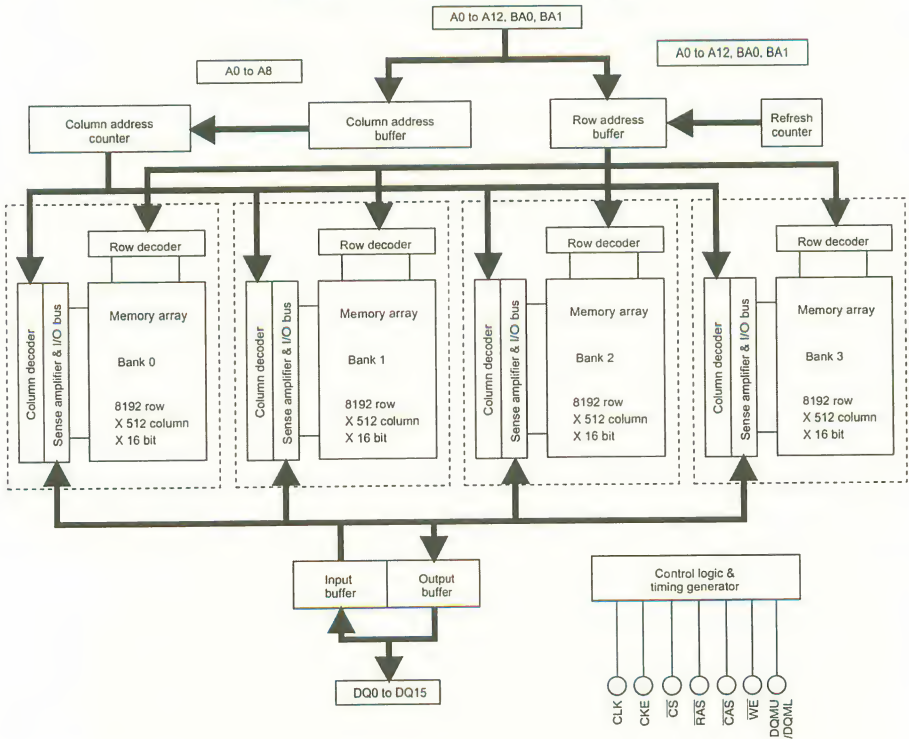 A0 to A12, BA0, BA1
A0 to A12, BA0, BA1
A0 to A8
Column address
counter
Column address
buffer
Row address
buffer
Refresh
counter
Row decoder
Column decoder
Sense amplifier & I/O bus
Memory array
Bank 0
8192 row
X 512 column
X 16 bit
Row decoder
Column decoder
Sense amplifier & I/O bus
Memory array
Bank 1
8192 row
X 512 column
X 16 bit
Row decoder
Column decoder
Sense amplifier & I/O bus
Memory array
Bank 2
8192 row
X 512 column
X 16 bit
Row decoder
Column decoder
Sense amplifier & I/O bus
Memory array
Bank 3
8192 row
X 512 column
X 16 bit
Input
buffer
Output
buffer
DQ0 to DQ15
Control logic &
timing generator
CLK
CKE
C̅S̅
R̅A̅S̅
C̅A̅S̅
W̅E̅
DQMU
/DQML